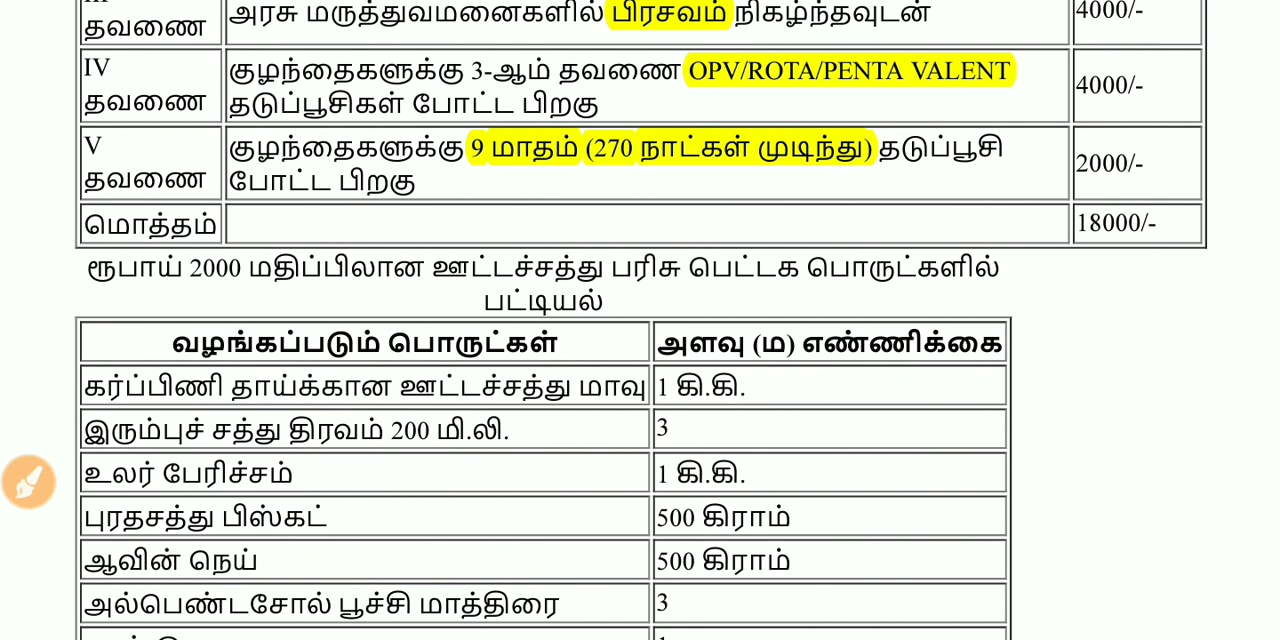 தவணை
அரசு மருத்துவமனைகளில் பிரசவம் நிகழ்ந்தவுடன்
4000/-
IV
தவணை
குழந்தைகளுக்கு 3-ஆம் தவணை OPV/ROTA/PENTA VALENT
தடுப்பூசிகள் போட்ட பிறகு
4000/-
V
தவணை
குழந்தைகளுக்கு 9 மாதம் (270 நாட்கள் முடிந்து) தடுப்பூசி
போட்ட பிறகு
2000/-
மொத்தம்
18000/-
ரூபாய் 2000 மதிப்பிலான ஊட்டச்சத்து பரிசு பெட்டக பொருட்களில்
பட்டியல்
வழங்கப்படும் பொருட்கள்
அளவு (ம) எண்ணிக்கை
கர்ப்பிணி தாய்க்கான ஊட்டச்சத்து மாவு
1 கி.கி.
இரும்புச் சத்து திரவம் 200 மி.லி.
3
உலர் பேரிச்சம்
1 கி.கி.
புரதசத்து பிஸ்கட்
500 கிராம்
ஆவின் நெய்
500 கிராம்
அல்பெண்டசோல் பூச்சி மாத்திரை
3